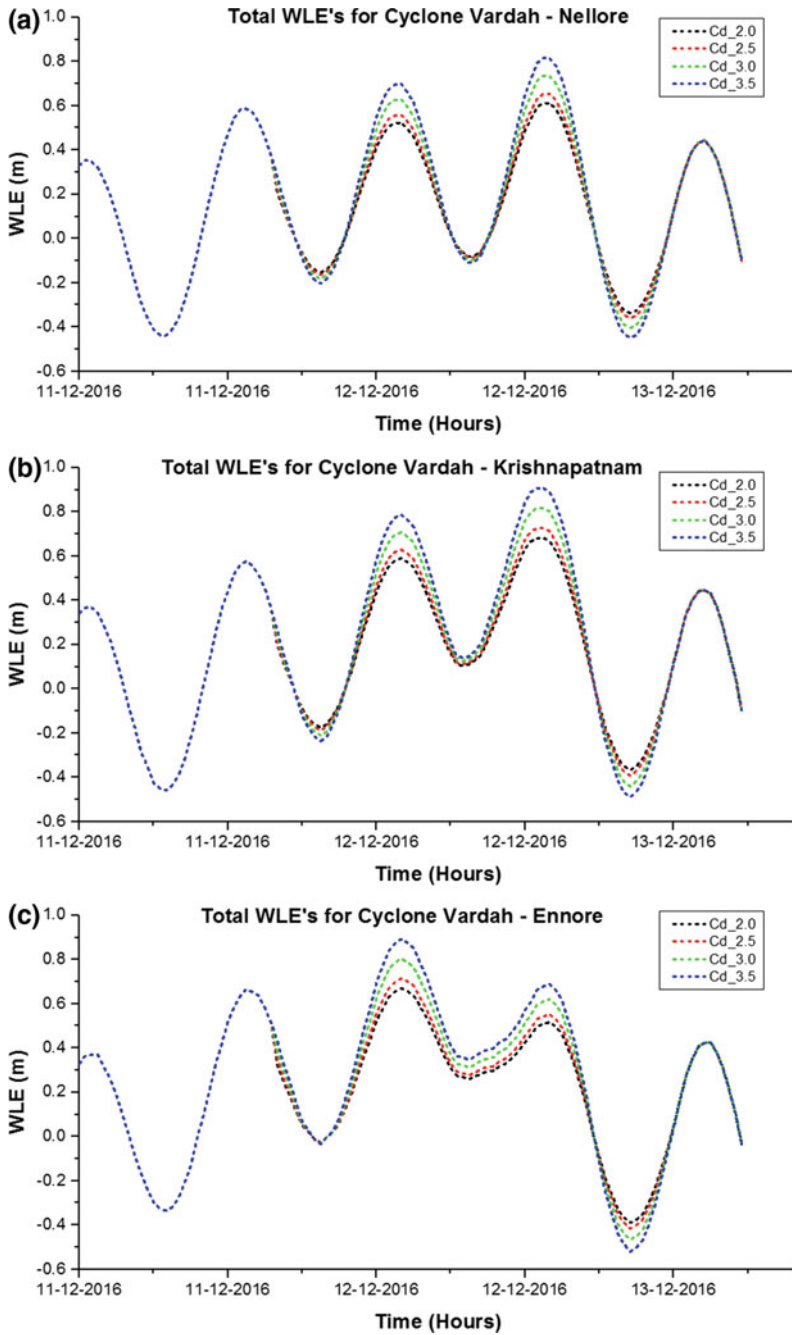 (a)
Total WLE's for Cyclone Vardah - Nellore
Cd_2.0
Cd_2.5
Cd_3.0
Cd_3.5
WLE (m)
1.0
0.8
0.6
0.4
0.2
0.0
-0.2
-0.4
-0.6
11-12-2016 11-12-2016 12-12-2016 12-12-2016 13-12-2016
Time (Hours)
(b)
Total WLE's for Cyclone Vardah - Krishnapatnam
Cd_2.0
Cd_2.5
Cd_3.0
Cd_3.5
WLE (m)
1.0
0.8
0.6
0.4
0.2
0.0
-0.2
-0.4
-0.6
11-12-2016 11-12-2016 12-12-2016 12-12-2016 13-12-2016
Time (Hours)
(c)
Total WLE's for Cyclone Vardah - Ennore
Cd_2.0
Cd_2.5
Cd_3.0
Cd_3.5
WLE (m)
1.0
0.8
0.6
0.4
0.2
0.0
-0.2
-0.4
-0.6
11-12-2016 11-12-2016 12-12-2016 12-12-2016 13-12-2016
Time (Hours)